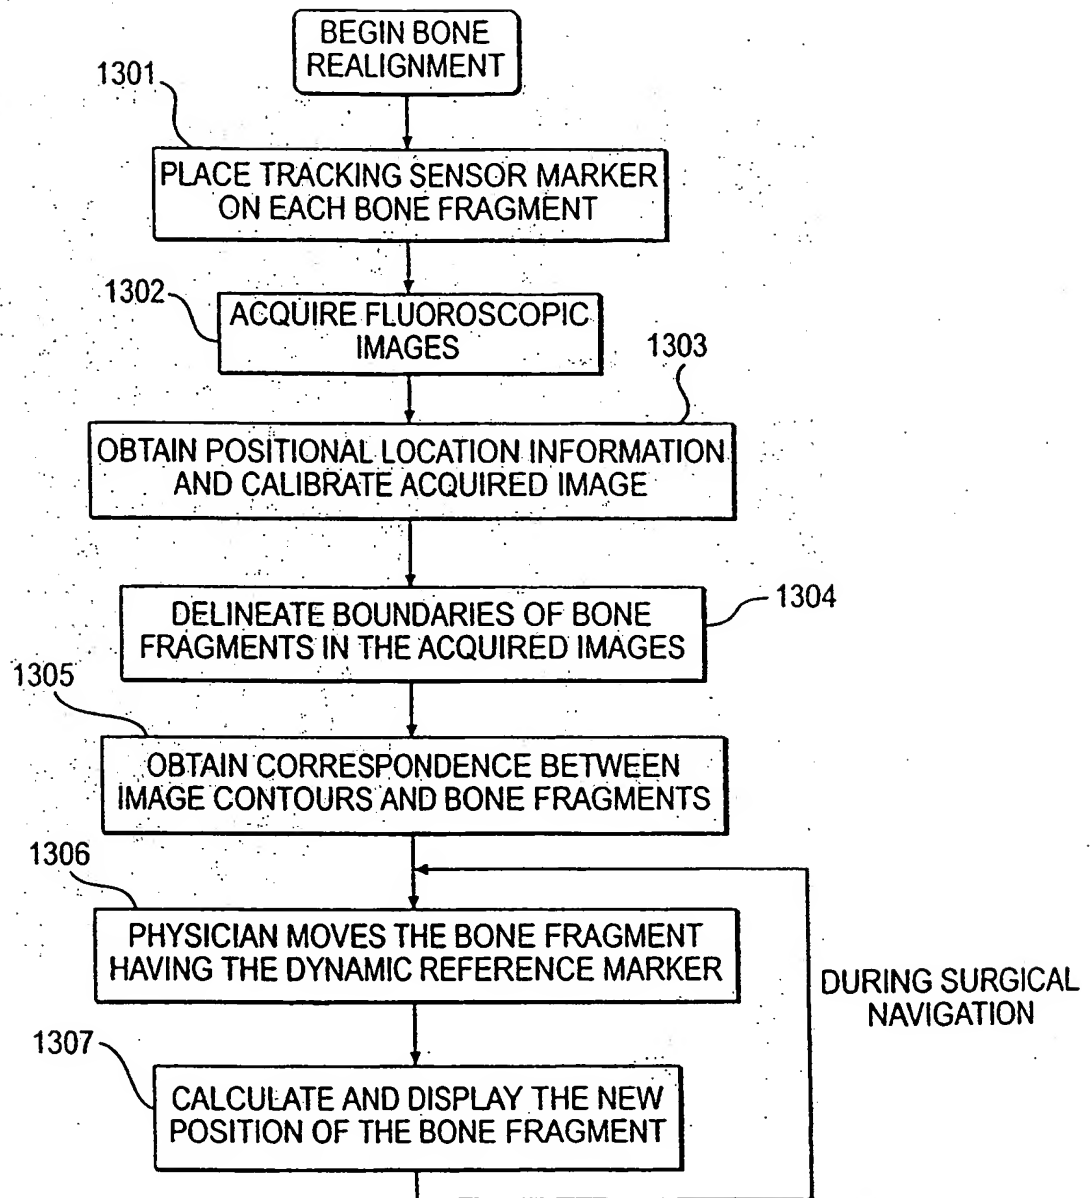 BEGIN BONE
REALIGNMENT
1301
PLACE TRACKING SENSOR MARKER
ON EACH BONE FRAGMENT
1302
ACQUIRE FLUOROSCOPIC
IMAGES
1303
OBTAIN POSITIONAL LOCATION INFORMATION
AND CALIBRATE ACQUIRED IMAGE
1304
DELINEATE BOUNDARIES OF BONE
FRAGMENTS IN THE ACQUIRED IMAGES
1305
OBTAIN CORRESPONDENCE BETWEEN
IMAGE CONTOURS AND BONE FRAGMENTS
1306
PHYSICIAN MOVES THE BONE FRAGMENT
HAVING THE DYNAMIC REFERENCE MARKER
DURING SURGICAL
NAVIGATION
1307
CALCULATE AND DISPLAY THE NEW
POSITION OF THE BONE FRAGMENT